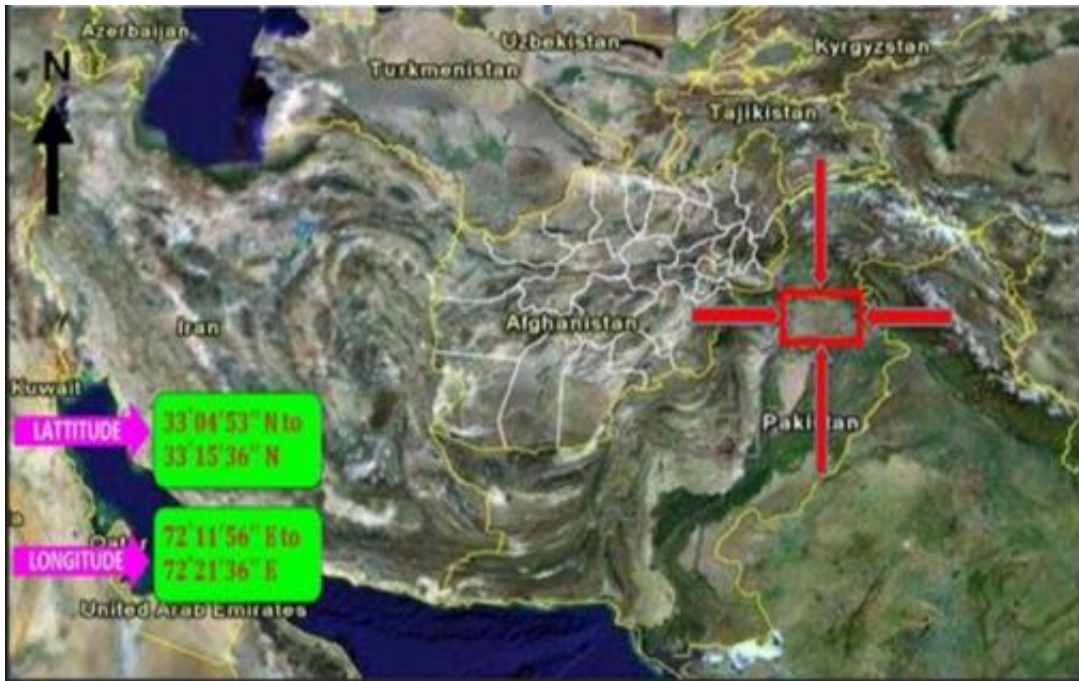 Azerbaijan
Uzbekistan
Kyrgyzstan
N
Turkmenistan
Tajikistan
Iran
Afghanistan
Kuwait
LATTITUDE
33°04'53" N to
33°15'36" N
Pakistan
Qatar
LONGITUDE
72°11'56" E to
72°21'36" E
United Arab Emirates